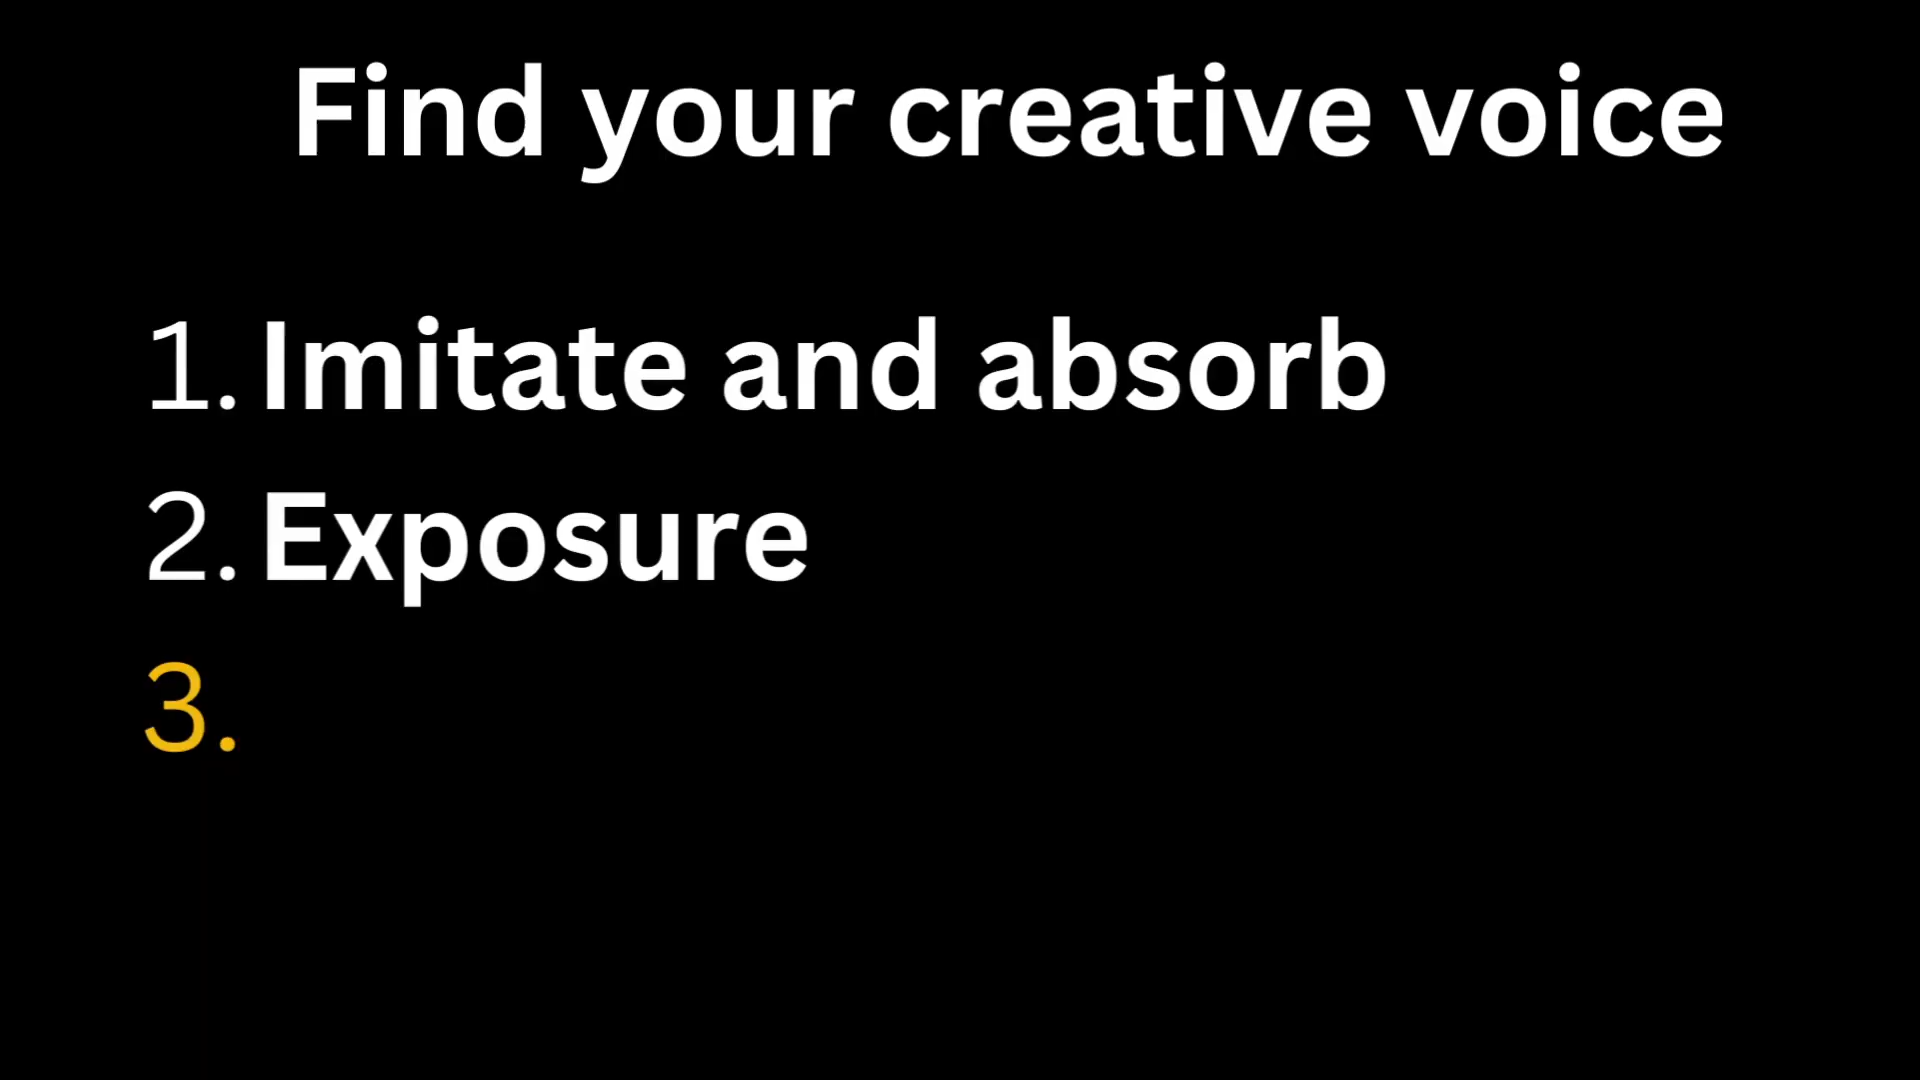 Find your creative voice
1. Imitate and absorb
2. Exposure
3.